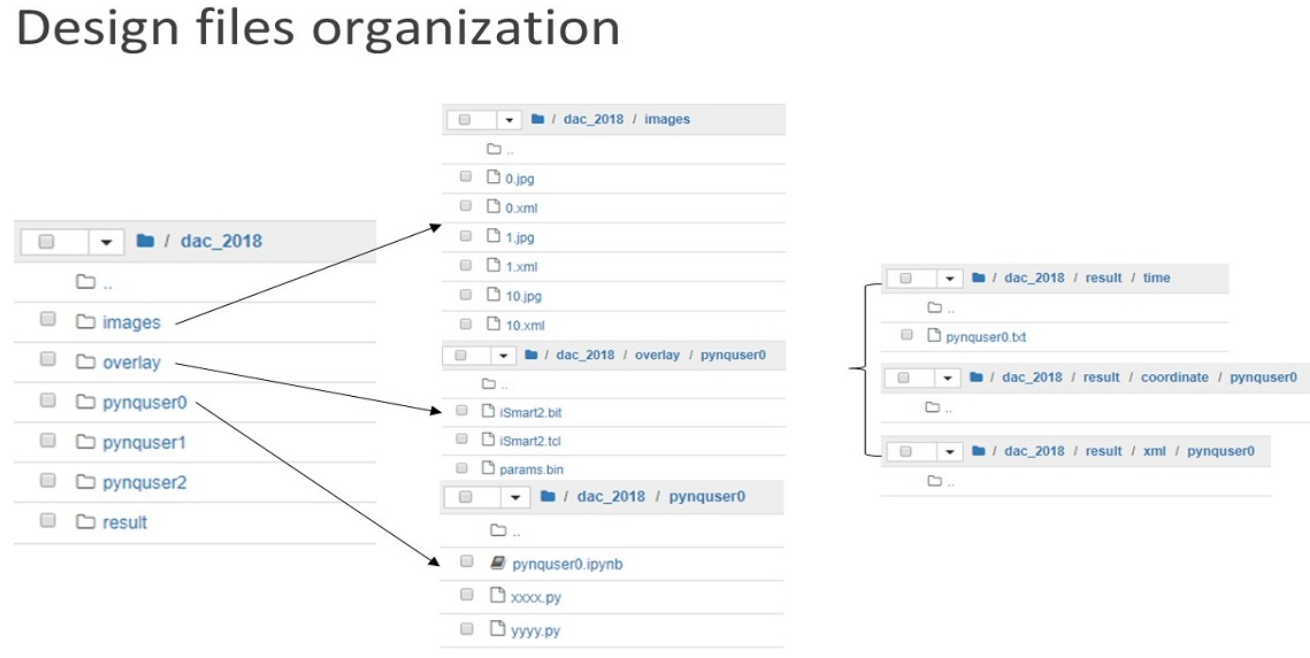 Design files organization
/ dac_2018
..
images
overlay
pynquser0
pynquser1
pynquser2
result
/ dac_2018 / images
..
0.jpg
0.xml
1.jpg
1.xml
10.jpg
10.xml
/ dac_2018 / overlay / pynquser0
..
iSmart2.bit
iSmart2.tcl
params.bin
/ dac_2018 / pynquser0
..
pynquser0.ipynb
xxxx.py
yyyy.py
/ dac_2018 / result / time
..
pynquser0.txt
/ dac_2018 / result / coordinate / pynquser0
..
/ dac_2018 / result / xml / pynquser0
..